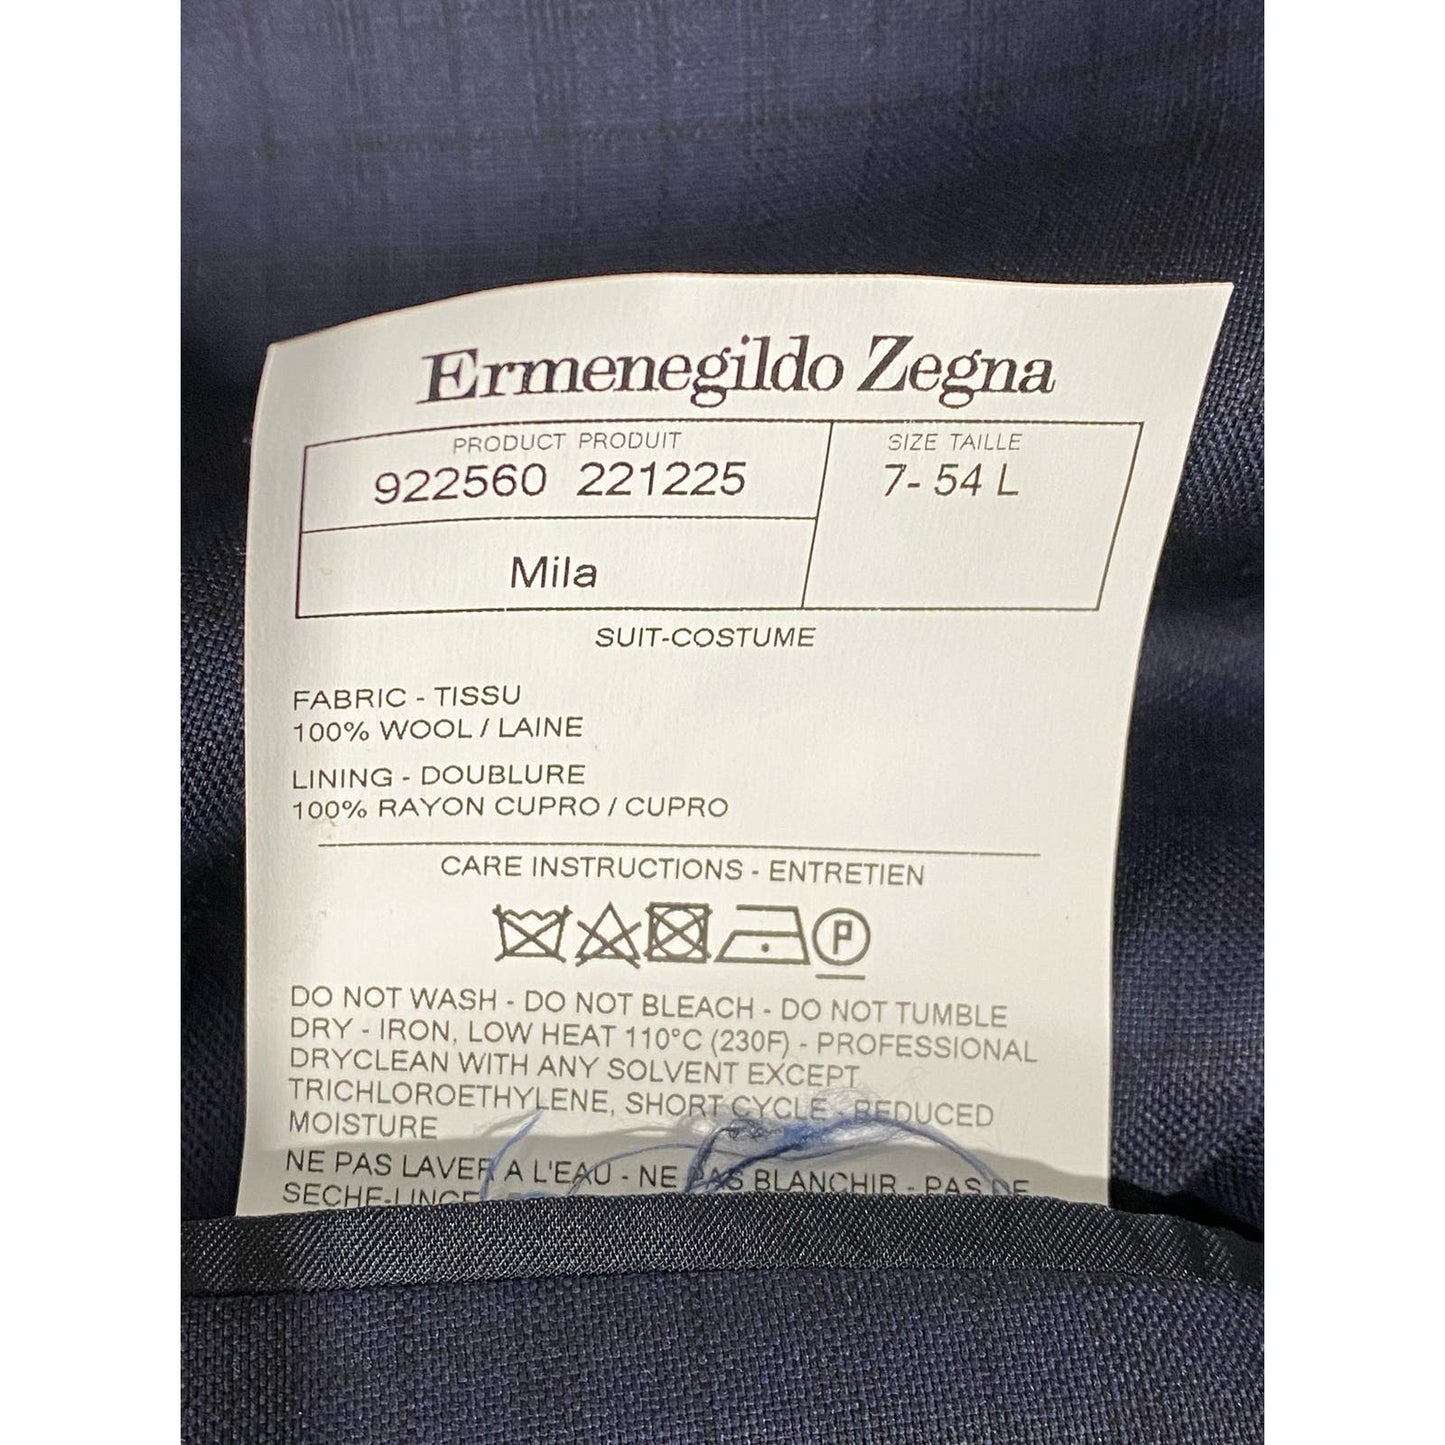 Ermenegildo Zegna
PRODUCT PRODUIT
922560 221225
SIZE TAILLE
7- 54 L
Mila
SUIT-COSTUME
FABRIC - TISSU
100% WOOL / LAINE
LINING - DOUBLURE
100% RAYON CUPRO / CUPRO
CARE INSTRUCTIONS - ENTRETIEN
P
DO NOT WASH - DO NOT BLEACH - DO NOT TUMBLE
DRY - IRON, LOW HEAT 110°C (230F) - PROFESSIONAL
DRYCLEAN WITH ANY SOLVENT EXCEPT
TRICHLOROETHYLENE, SHORT CYCLE - REDUCED
MOISTURE
NE PAS LAVER A L'EAU - NE PAS BLANCHIR - PAS DE
SECHE-LINGE